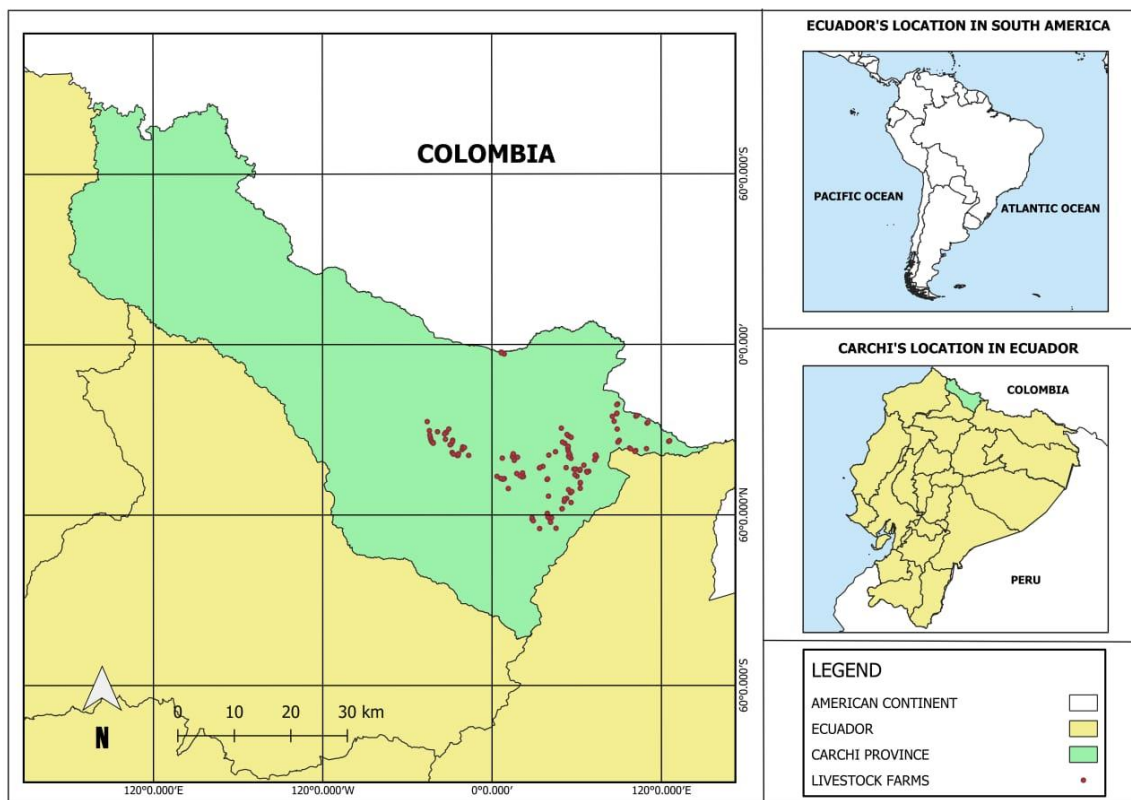 COLOMBIA
60°0.000'S
0°0.000'
60°0.000'N
60°0.000'S
0 10 20 30 km
N
120°0.000'E
120°0.000'W
0°0.000'
120°0.000'E
ECUADOR'S LOCATION IN SOUTH AMERICA
PACIFIC OCEAN
ATLANTIC OCEAN
CARCHI'S LOCATION IN ECUADOR
COLOMBIA
PERU
LEGEND
AMERICAN CONTINENT
ECUADOR
CARCHI PROVINCE
LIVESTOCK FARMS